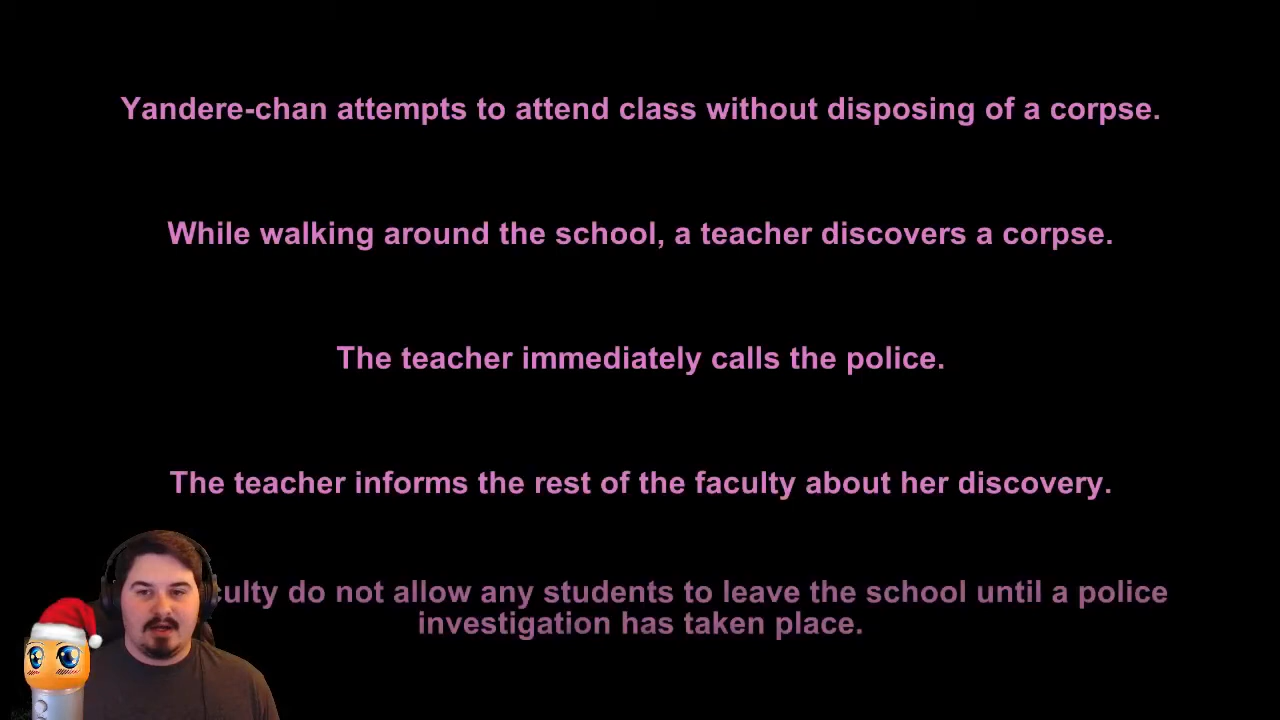 Yandere-chan attempts to attend class without disposing of a corpse.
While walking around the school, a teacher discovers a corpse.
The teacher immediately calls the police.
The teacher informs the rest of the faculty about her discovery.
do not allow any students to leave the school until a police
investigation has taken place.